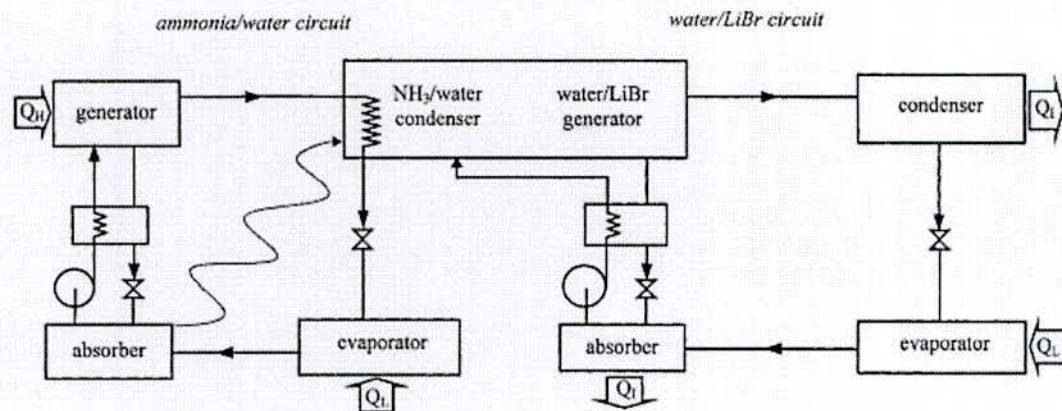 ammonia/water circuit
water/LiBr circuit
Q_H
generator
NH₃/water
condenser
water/LiBr
generator
condenser
Q_I
absorber
evaporator
Q_L
absorber
Q_I
evaporator
Q_L